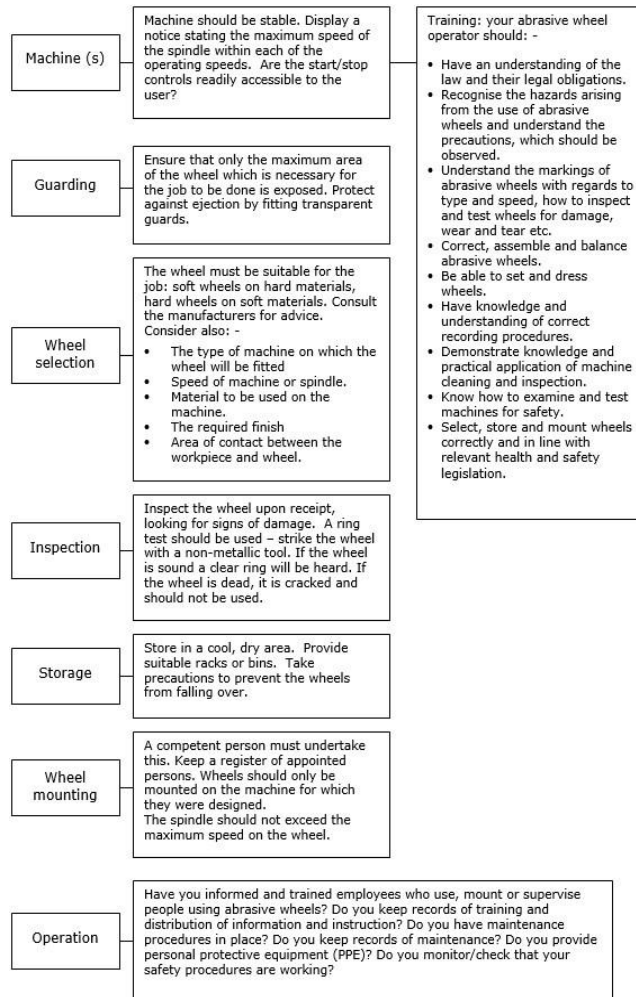 Machine (s)
Machine should be stable. Display a
notice stating the maximum speed of
the spindle within each of the
operating speeds.  Are the start/stop
controls readily accessible to the
user?
Training: your abrasive wheel
operator should: -
• Have an understanding of the
law and their legal obligations.
• Recognise the hazards arising
from the use of abrasive
wheels and understand the
precautions, which should be
observed.
• Understand the markings of
abrasive wheels with regards to
type and speed, how to inspect
and test wheels for damage,
wear and tear etc.
• Correct, assemble and balance
abrasive wheels.
• Be able to set and dress
wheels.
• Have knowledge and
understanding of correct
recording procedures.
• Demonstrate knowledge and
practical application of machine
cleaning and inspection.
• Know how to examine and test
machines for safety.
• Select, store and mount wheels
correctly and in line with
relevant health and safety
legislation.
Guarding
Ensure that only the maximum area
of the wheel which is necessary for
the job to be done is exposed. Protect
against ejection by fitting transparent
guards.
Wheel
selection
The wheel must be suitable for the
job: soft wheels on hard materials,
hard wheels on soft materials. Consult
the manufacturers for advice.
Consider also: -
• The type of machine on which the
wheel will be fitted
• Speed of machine or spindle.
• Material to be used on the
machine.
• The required finish
• Area of contact between the
workpiece and wheel.
Inspection
Inspect the wheel upon receipt,
looking for signs of damage.  A ring
test should be used – strike the wheel
with a non-metallic tool. If the wheel
is sound a clear ring will be heard. If
the wheel is dead, it is cracked and
should not be used.
Storage
Store in a cool, dry area.  Provide
suitable racks or bins.  Take
precautions to prevent the wheels
from falling over.
Wheel
mounting
A competent person must undertake
this. Keep a register of appointed
persons. Wheels should only be
mounted on the machine for which
they were designed.
The spindle should not exceed the
maximum speed on the wheel.
Operation
Have you informed and trained employees who use, mount or supervise
people using abrasive wheels? Do you keep records of training and
distribution of information and instruction? Do you have maintenance
procedures in place? Do you keep records of maintenance? Do you provide
personal protective equipment (PPE)? Do you monitor/check that your
safety procedures are working?